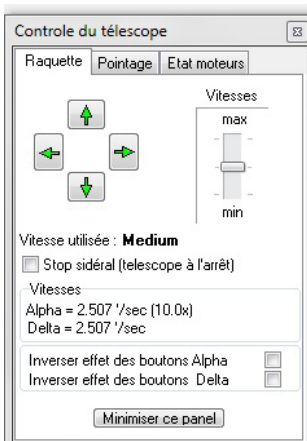 Controle du télescope
Raquette Pointage Etat moteurs
Vitesses
max
min
Vitesse utilisée : Medium
Stop sidéral (telescope à l'arrêt)
Vitesses
Alpha = 2.507 '/sec (10.0x)
Delta = 2.507 '/sec
Inverser effet des boutons Alpha
Inverser effet des boutons Delta
Minimiser ce panel